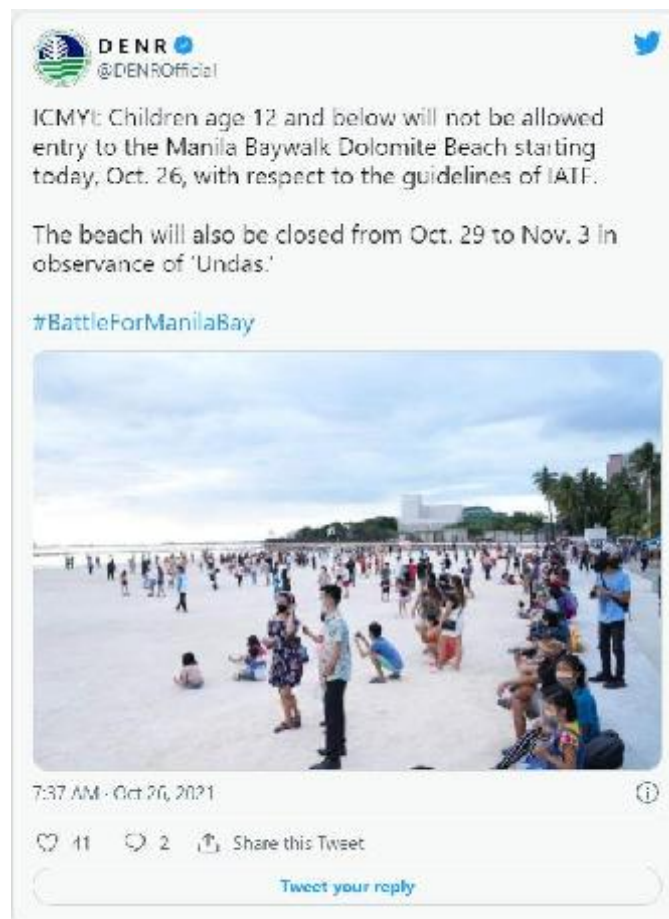 DENR
@DENROfficial
ICMYI: Children age 12 and below will not be allowed
entry to the Manila Baywalk Dolomite Beach starting
today, Oct. 26, with respect to the guidelines of IATF.
The beach will also be closed from Oct. 29 to Nov. 3 in
observance of 'Undas.'
#BattleForManilaBay
7:37 AM · Oct 26, 2021
41 2 Share this Tweet
Tweet your reply